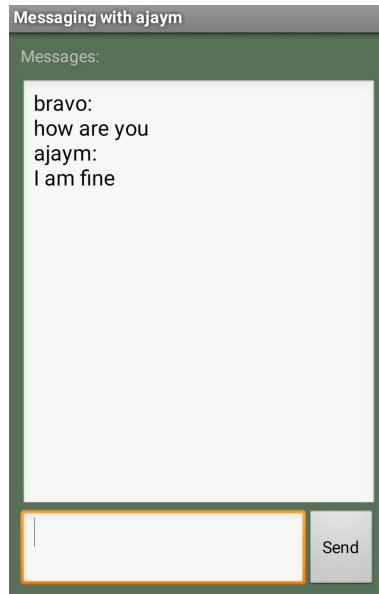 Messaging with ajaym
Messages:
bravo:
how are you
ajaym:
I am fine
Send